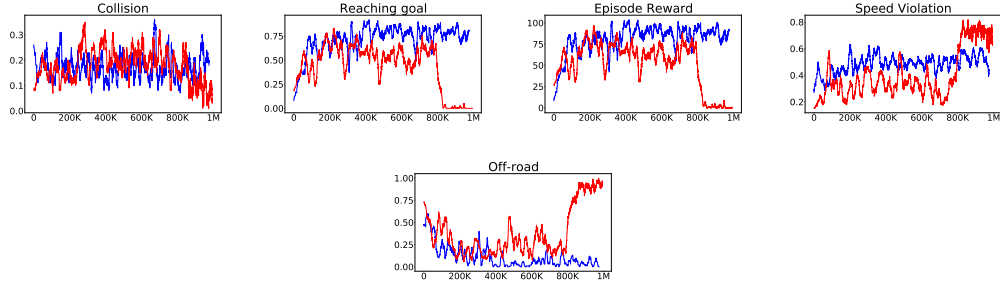 Collision
0.3
0.2
0.1
0.0
0 200K 400K 600K 800K 1M
Reaching goal
0.75
0.50
0.25
0.00
0 200K 400K 600K 800K 1M
Episode Reward
100
75
50
25
0
0 200K 400K 600K 800K 1M
Speed Violation
0.8
0.6
0.4
0.2
0 200K 400K 600K 800K 1M
Off-road
1.00
0.75
0.50
0.25
0.00
0 200K 400K 600K 800K 1M